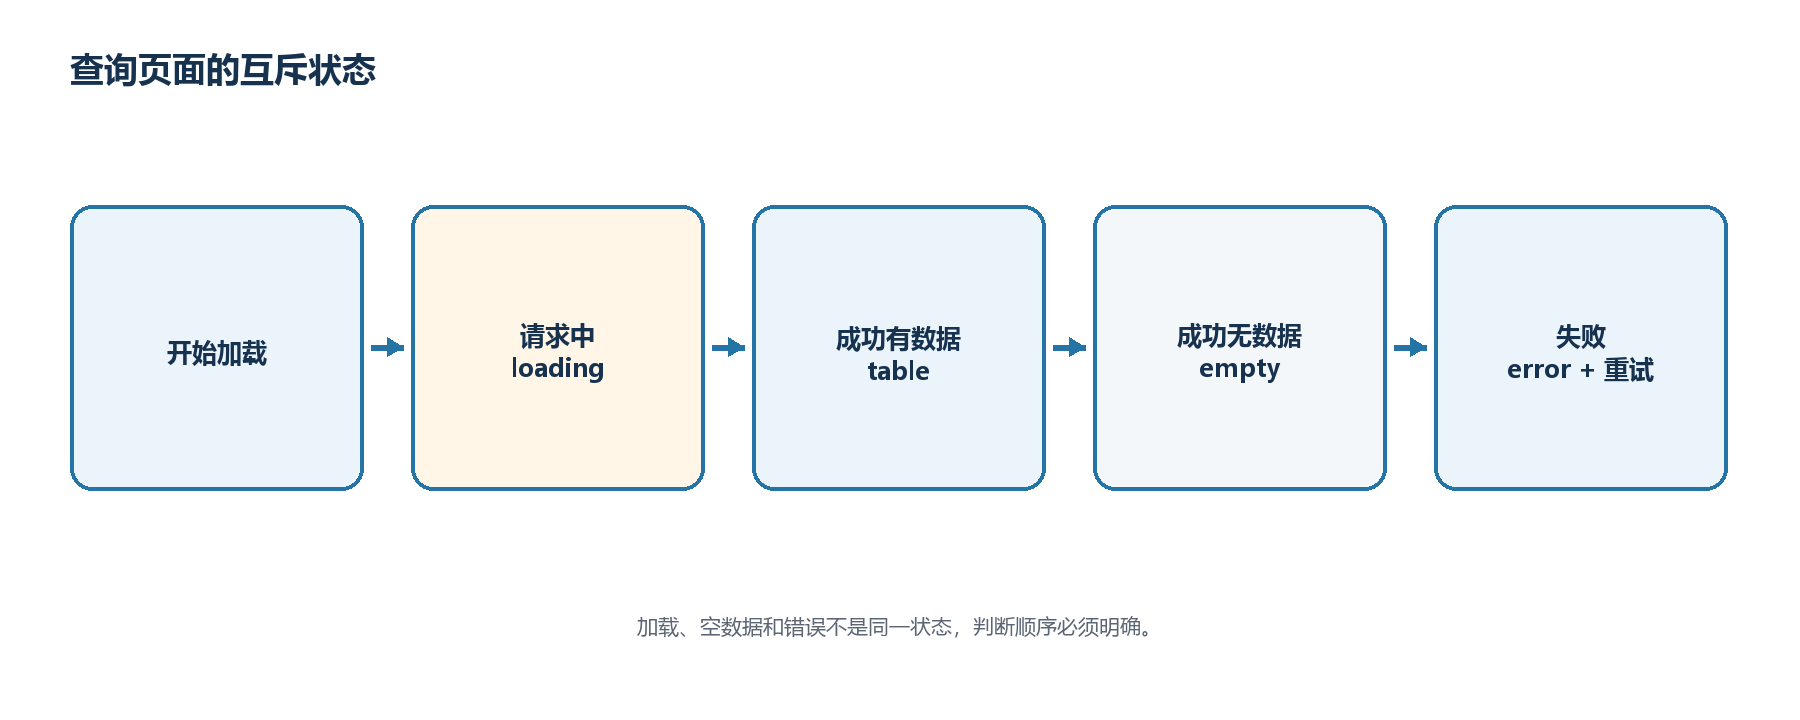 查询页面的互斥状态
开始加载
请求中
loading
成功有数据
table
成功无数据
empty
失败
error + 重试
加载、空数据和错误不是同一状态，判断顺序必须明确。